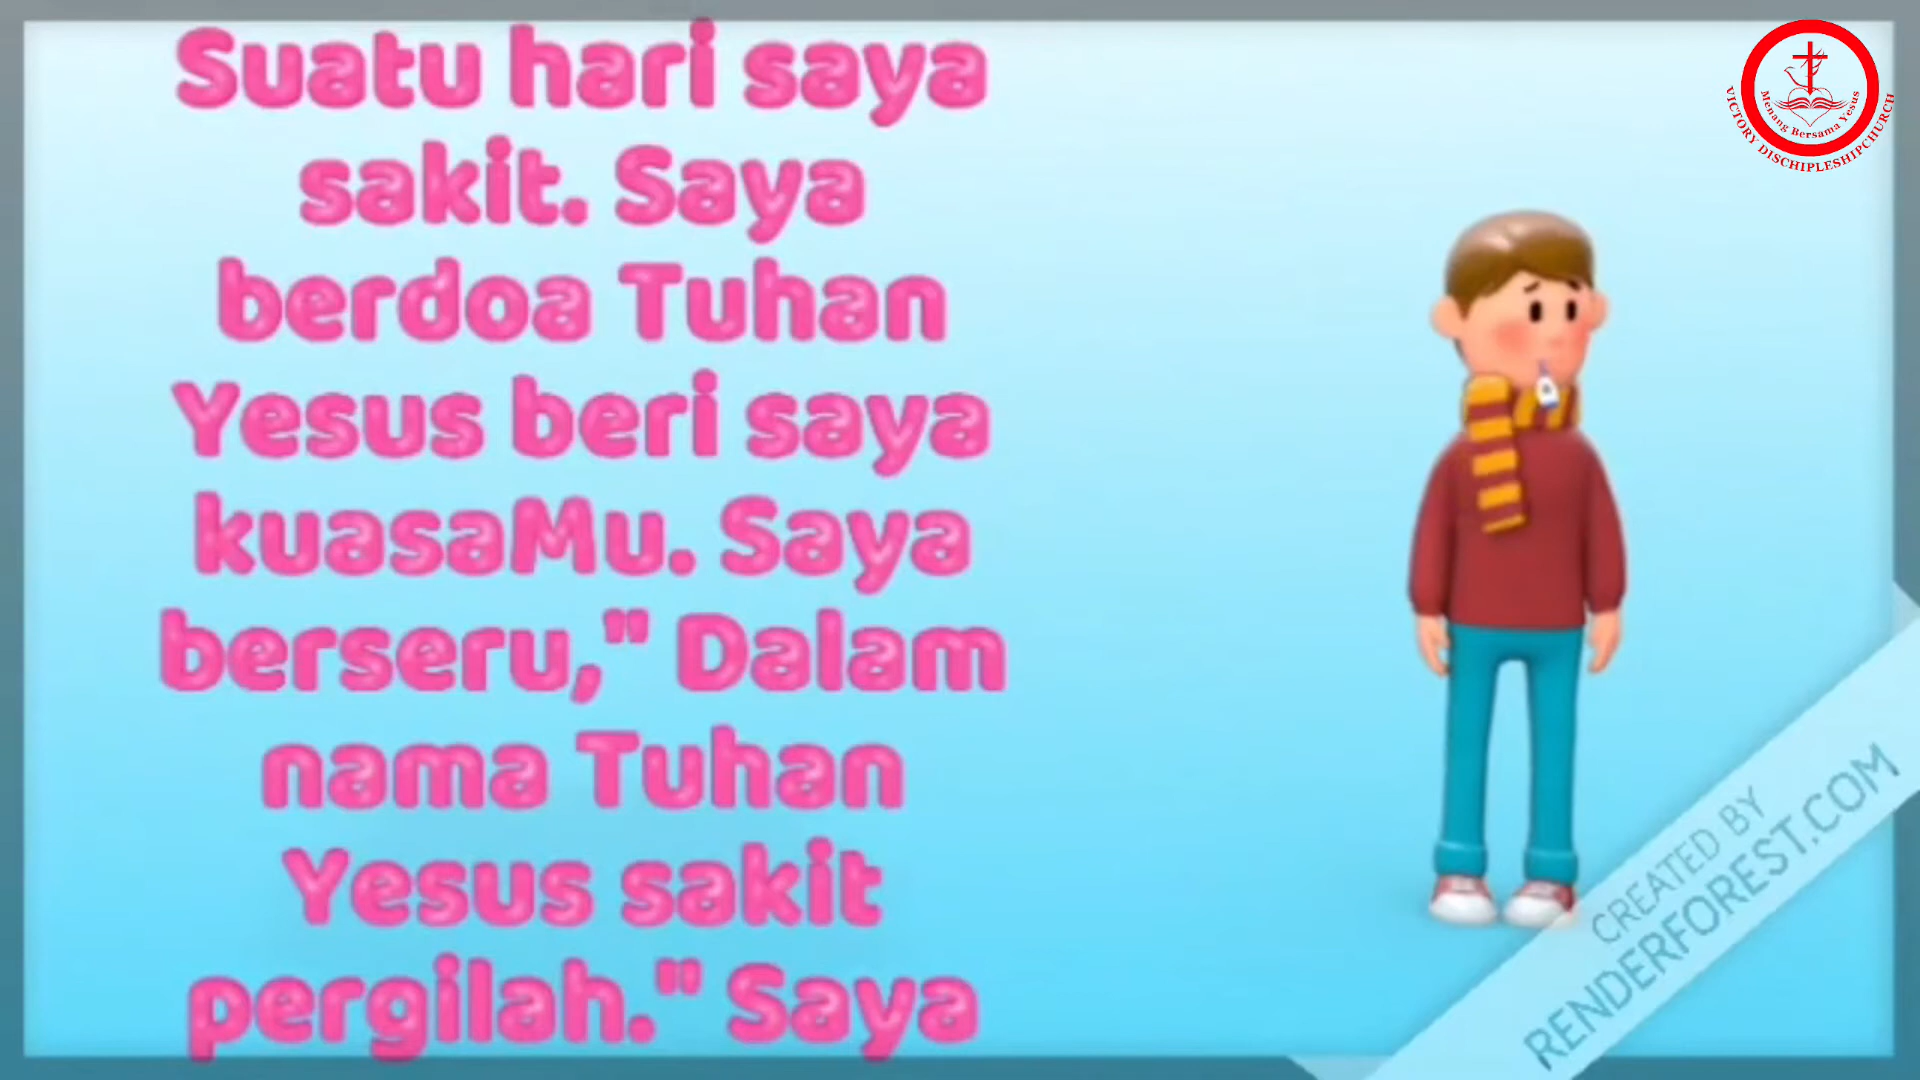 Suatu hari saya
sakit. Saya
berdoa Tuhan
Yesus beri saya
kuasaMu. Saya
berseru," Dalam
nama Tuhan
Yesus sakit
pergilah." Saya
Menang Bersama Yesus
VICTORY DISCHIPLESHIPCHURCH
CREATED BY
RENDERFOREST.COM